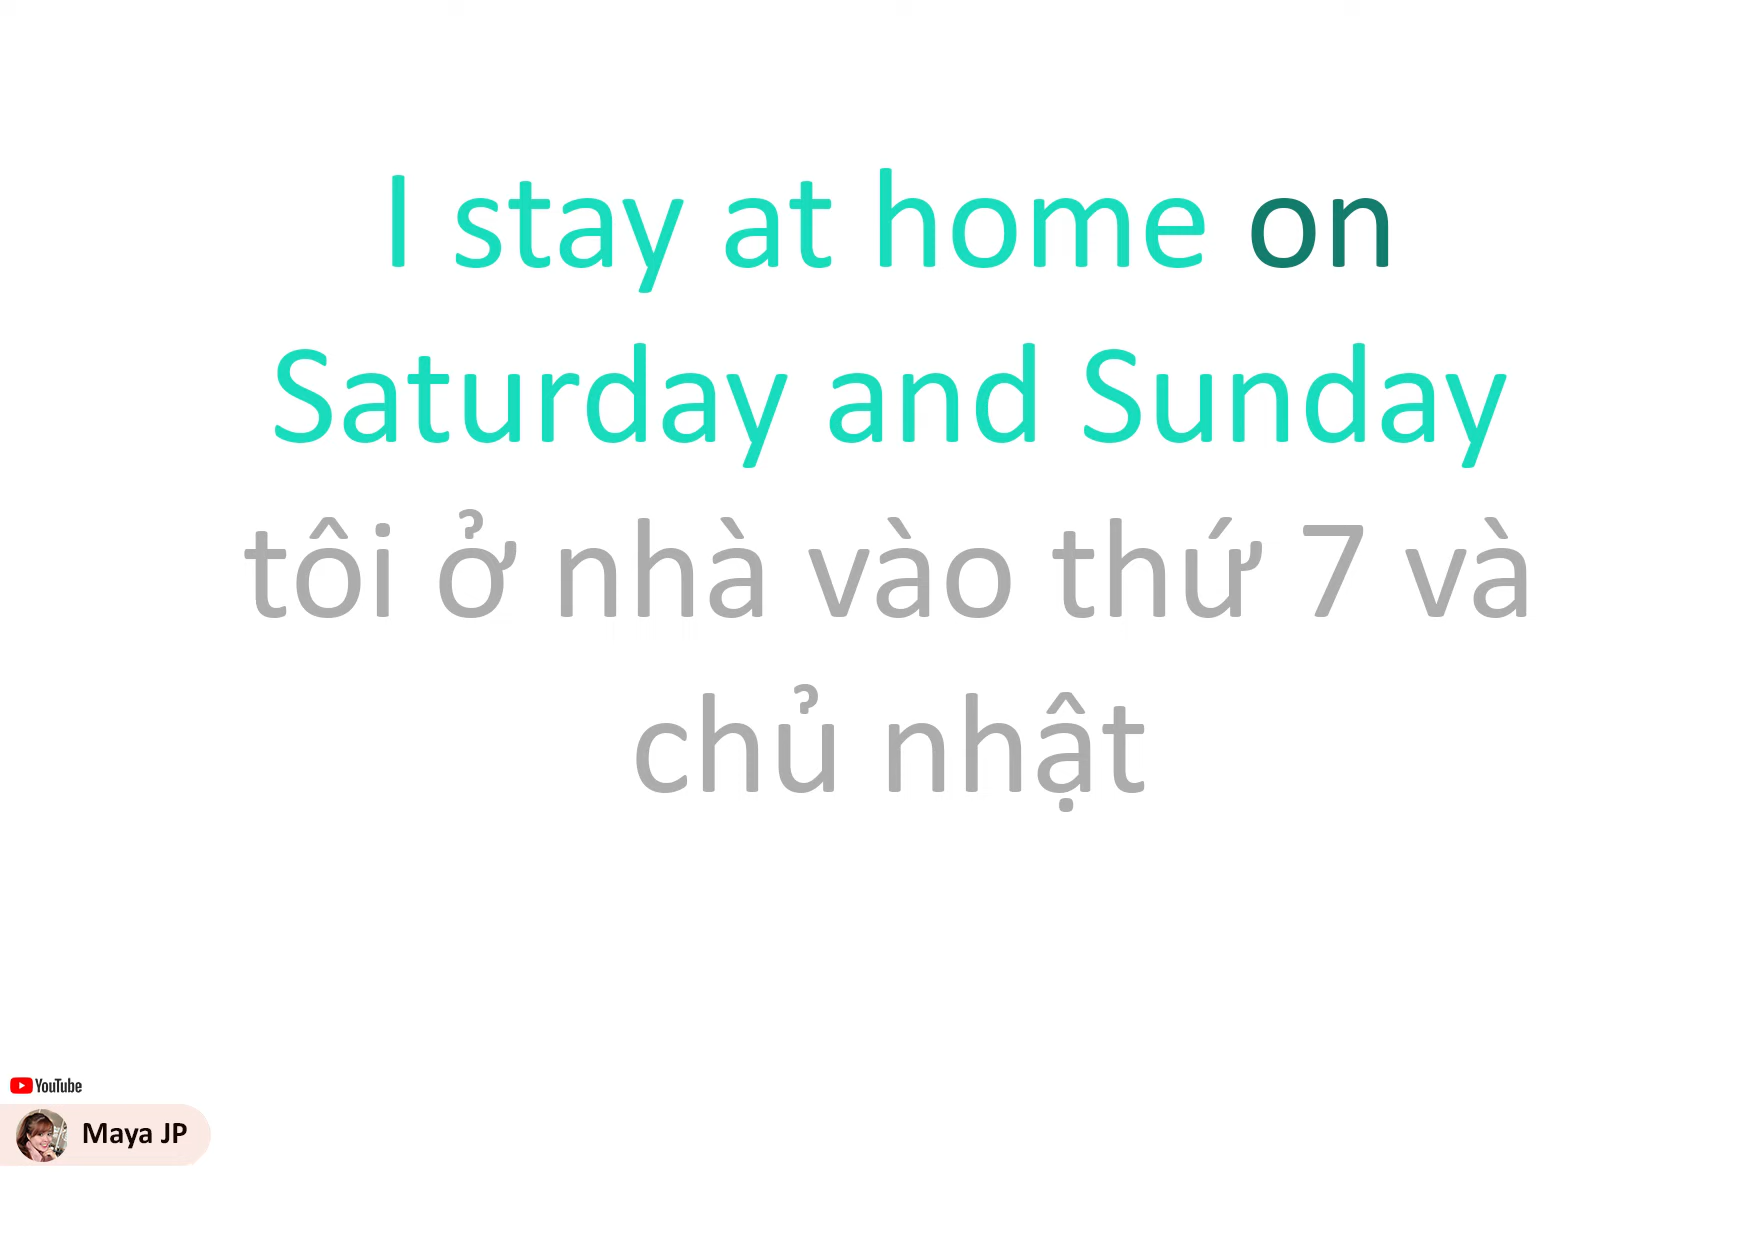 I stay at home on
Saturday and Sunday
tôi ở nhà vào thứ 7 và
chủ nhật
YouTube
Maya JP